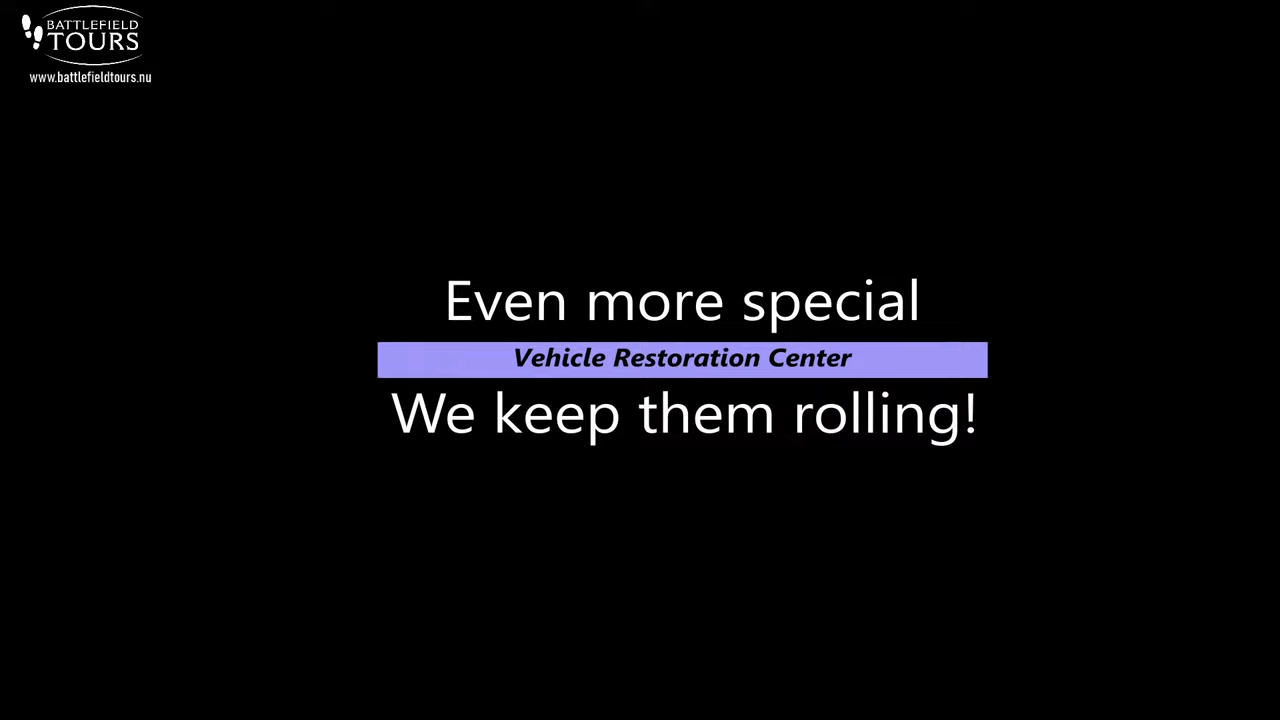 BATTLEFIELD
TOURS
www.battlefieldtours.nu
Even more special
Vehicle Restoration Center
We keep them rolling!